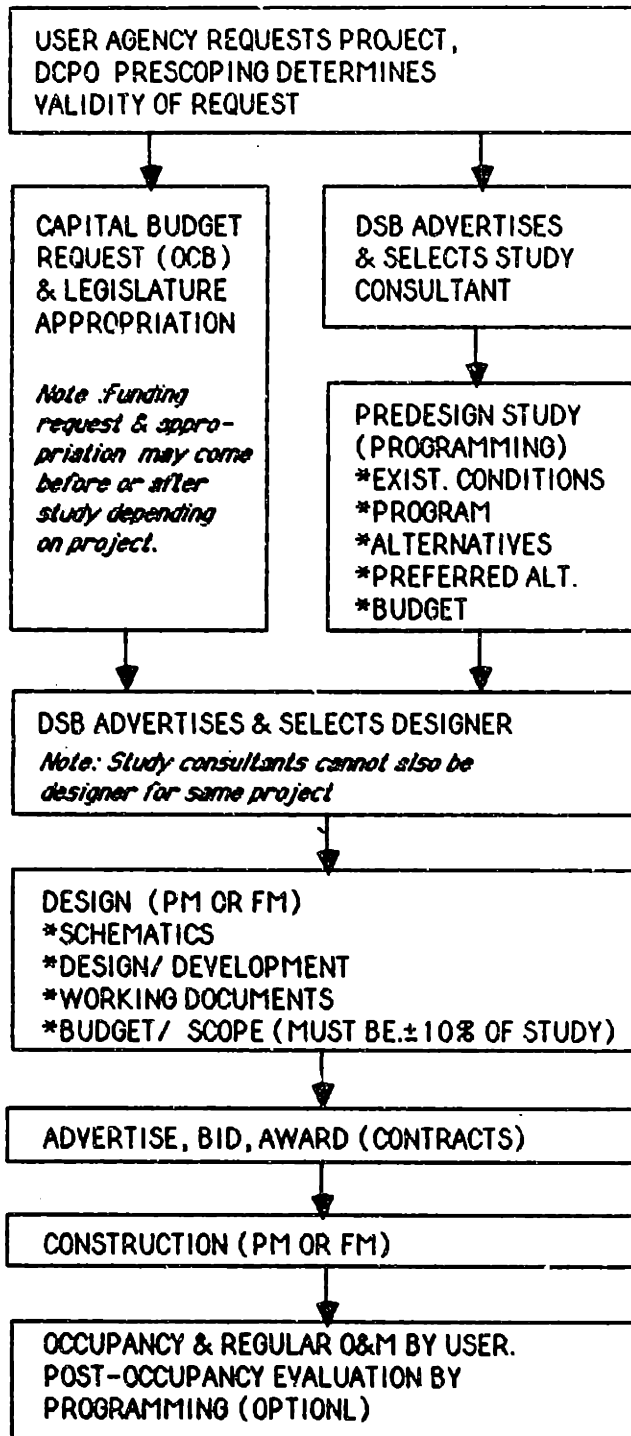 USER AGENCY REQUESTS PROJECT,
DCPO PRESCOPING DETERMINES
VALIDITY OF REQUEST
CAPITAL BUDGET
REQUEST (OCB)
& LEGISLATURE
APPROPRIATION
Note : Funding
request & appro-
priation may come
before or after
study depending
on project.
DSB ADVERTISES
& SELECTS STUDY
CONSULTANT
PREDESIGN STUDY
(PROGRAMMING)
*EXIST. CONDITIONS
*PROGRAM
*ALTERNATIVES
*PREFERRED ALT.
*BUDGET
DSB ADVERTISES & SELECTS DESIGNER
Note: Study consultants cannot also be
designer for same project
DESIGN (PM OR FM)
*SCHEMATICS
*DESIGN/ DEVELOPMENT
*WORKING DOCUMENTS
*BUDGET/ SCOPE (MUST BE.±10% OF STUDY)
ADVERTISE, BID, AWARD (CONTRACTS)
CONSTRUCTION (PM OR FM)
OCCUPANCY & REGULAR O&M BY USER.
POST-OCCUPANCY EVALUATION BY
PROGRAMMING (OPTIONL)